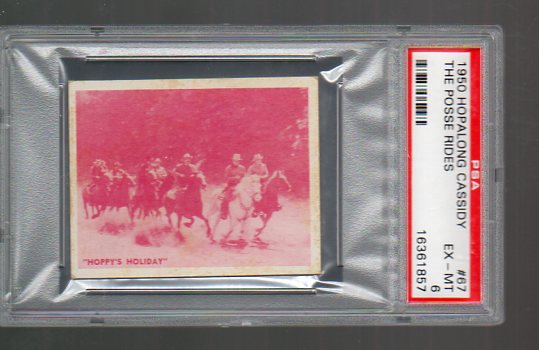 "HOPPY'S HOLIDAY"
PSA
1950 HOPALONG CASSIDY #67
THE POSSE RIDES EX - MT
6
16361857